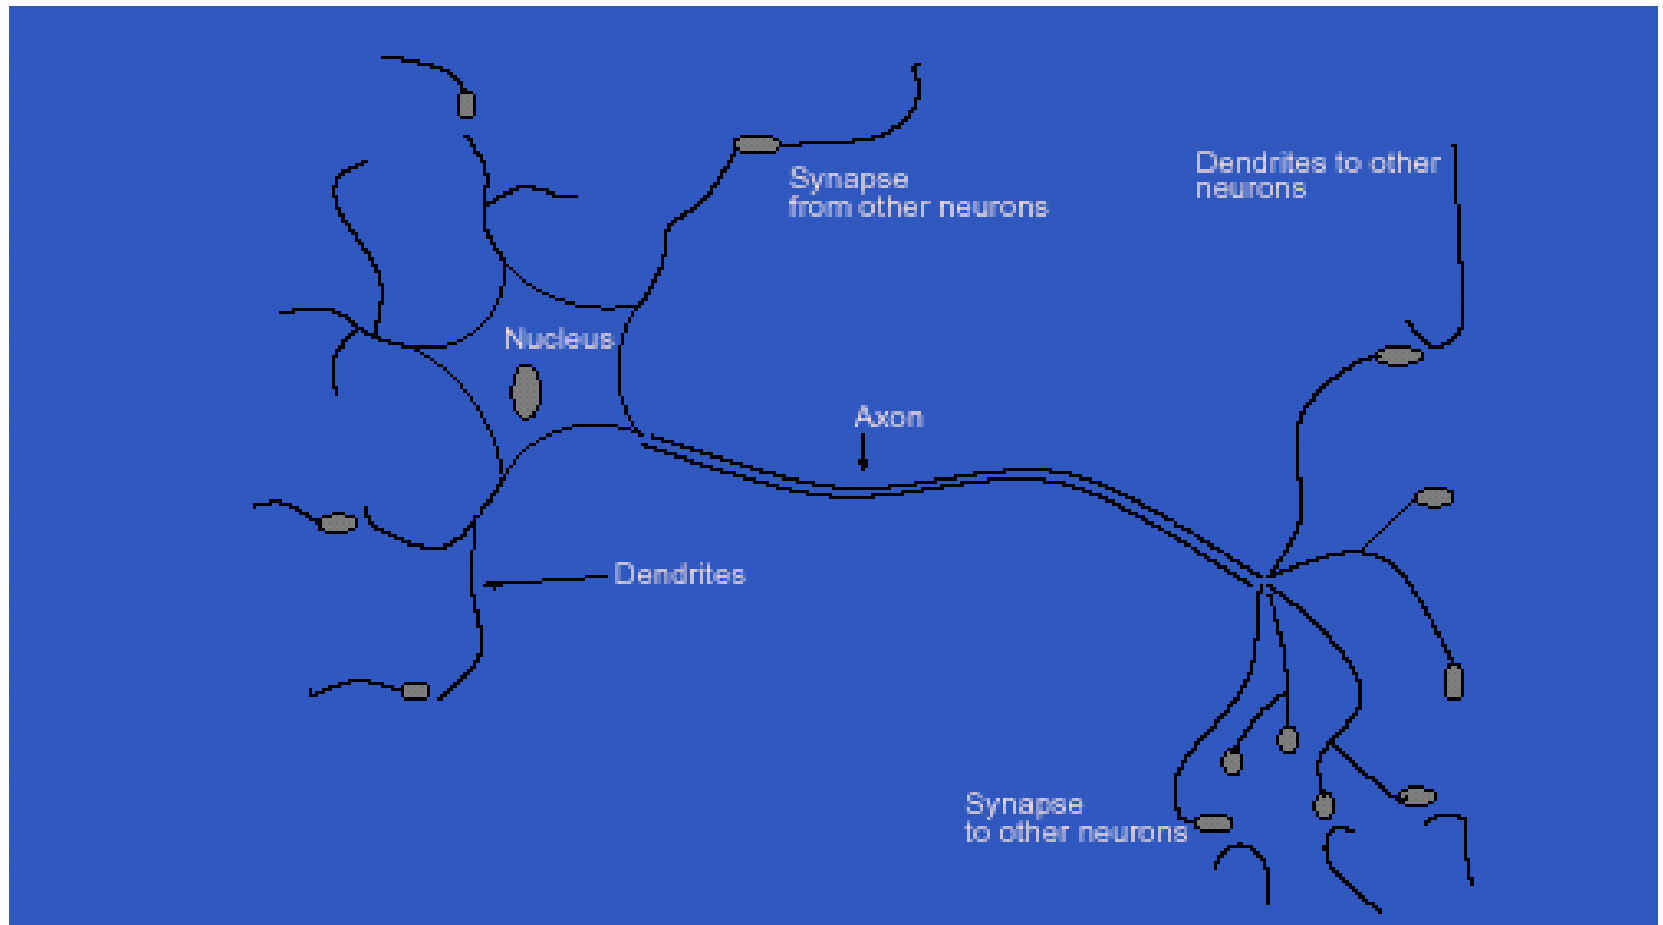 Synapse
from other neurons
Dendrites to other
neurons
Nucleus
Axon
Dendrites
Synapse
to other neurons